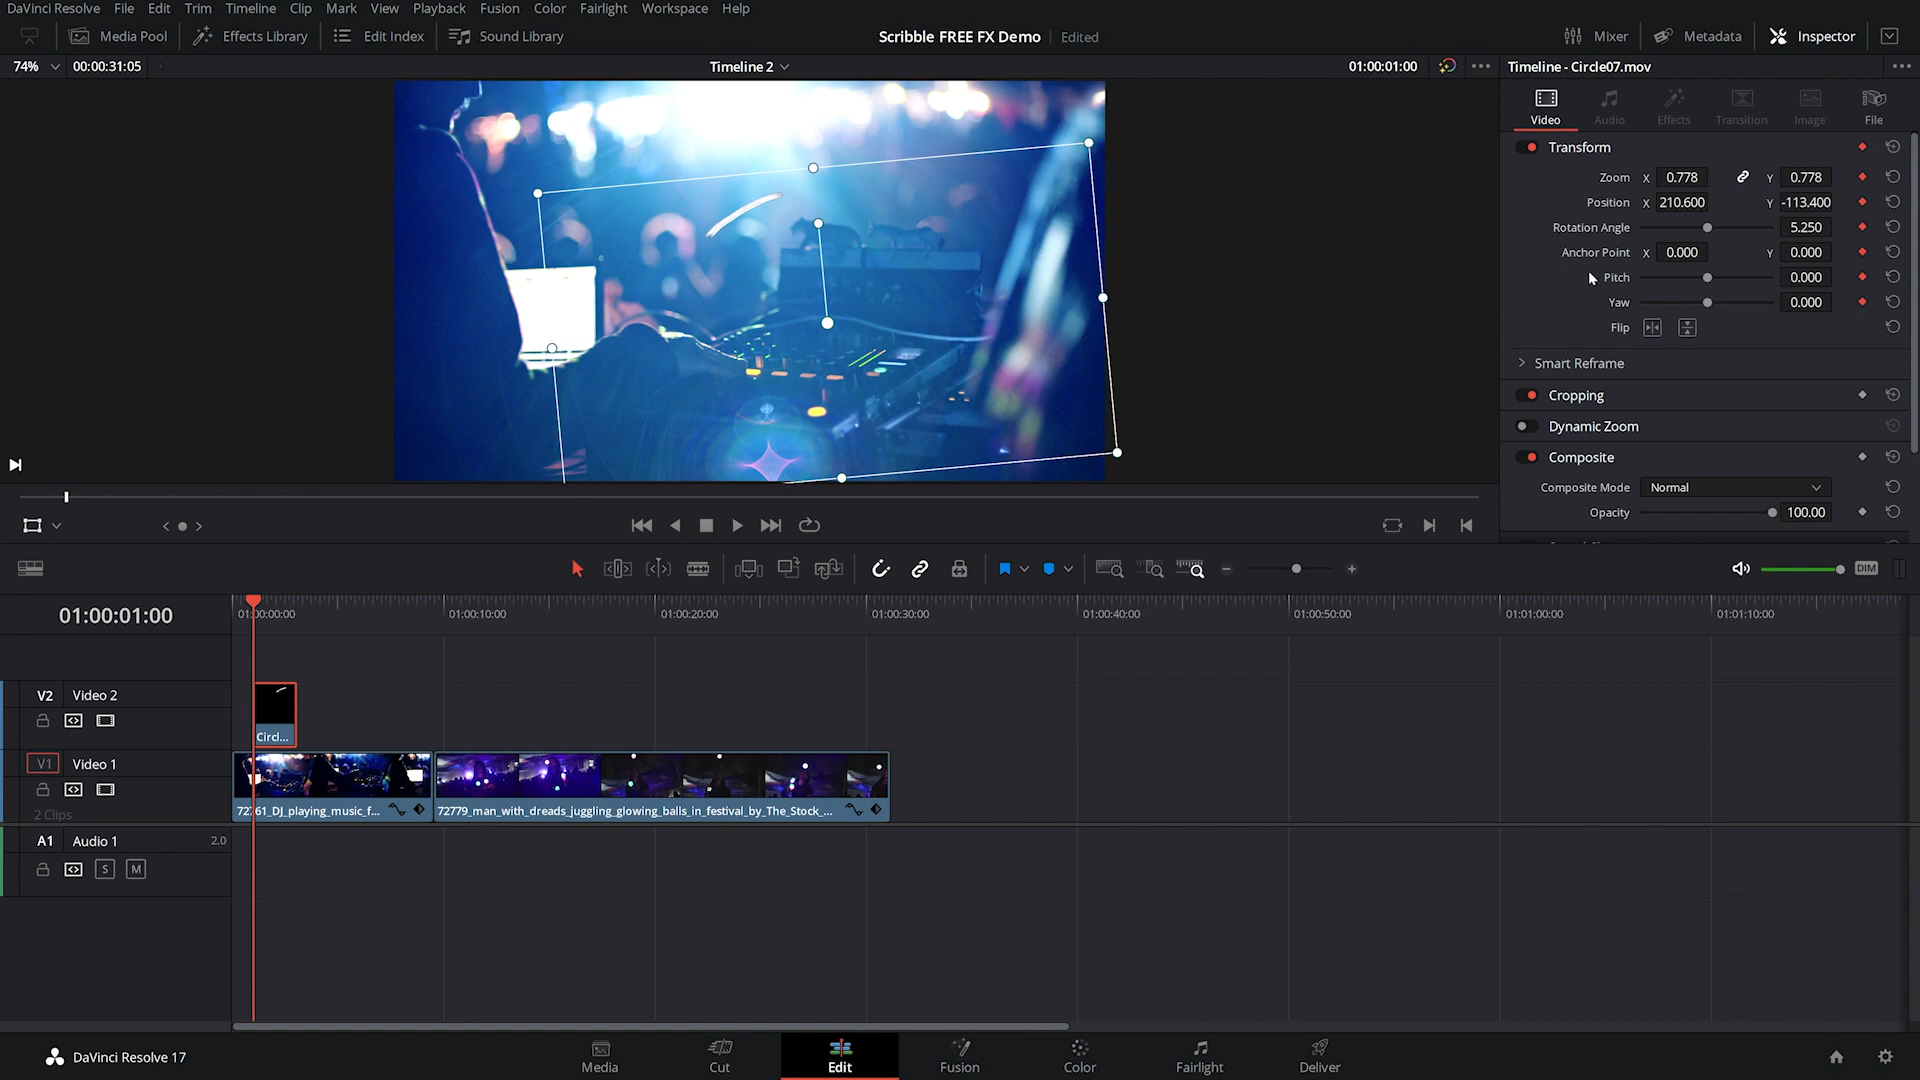 DaVinci Resolve File Edit Trim Timeline Clip Mark View Playback Fusion Color Fairlight Workspace Help
Media Pool Effects Library Edit Index Sound Library Scribble FREE FX Demo Edited Mixer Metadata Inspector
74% 00:00:31:05 Timeline 2 01:00:01:00 Timeline - Circle07.mov
Video Audio Effects Transition Image File
Transform
Zoom X 0.778 Y 0.778
Position X 210.600 Y -113.400
Rotation Angle 5.250
Anchor Point X 0.000 Y 0.000
Pitch 0.000
Yaw 0.000
Flip
Smart Reframe
Cropping
Dynamic Zoom
Composite
Composite Mode Normal
Opacity 100.00
DIM
01:00:01:00 01:00:00:00 01:00:10:00 01:00:20:00 01:00:30:00 01:00:40:00 01:00:50:00 01:01:00:00 01:01:10:00
V2 Video 2
Circl...
V1 Video 1
2 Clips
72761_DJ_playing_music_f... 72779_man_with_dreads_juggling_glowing_balls_in_festival_by_The_Stock_...
A1 Audio 1 2.0
S M
DaVinci Resolve 17 Media Cut Edit Fusion Color Fairlight Deliver